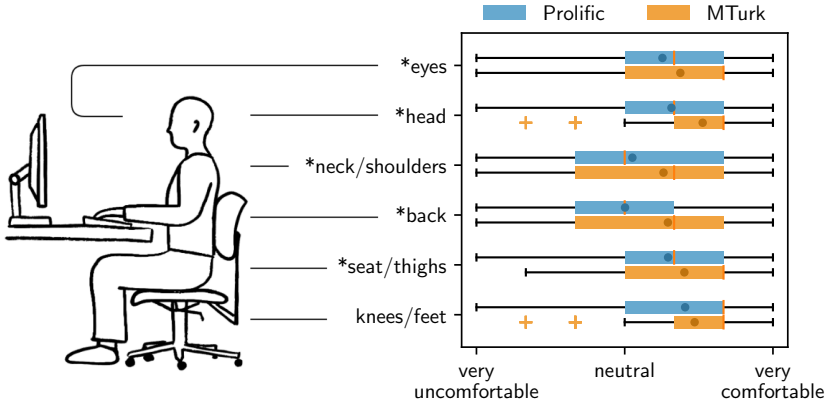 Prolific MTurk
*eyes
*head
*neck/shoulders
*back
*seat/thighs
knees/feet
very uncomfortable
neutral
very comfortable